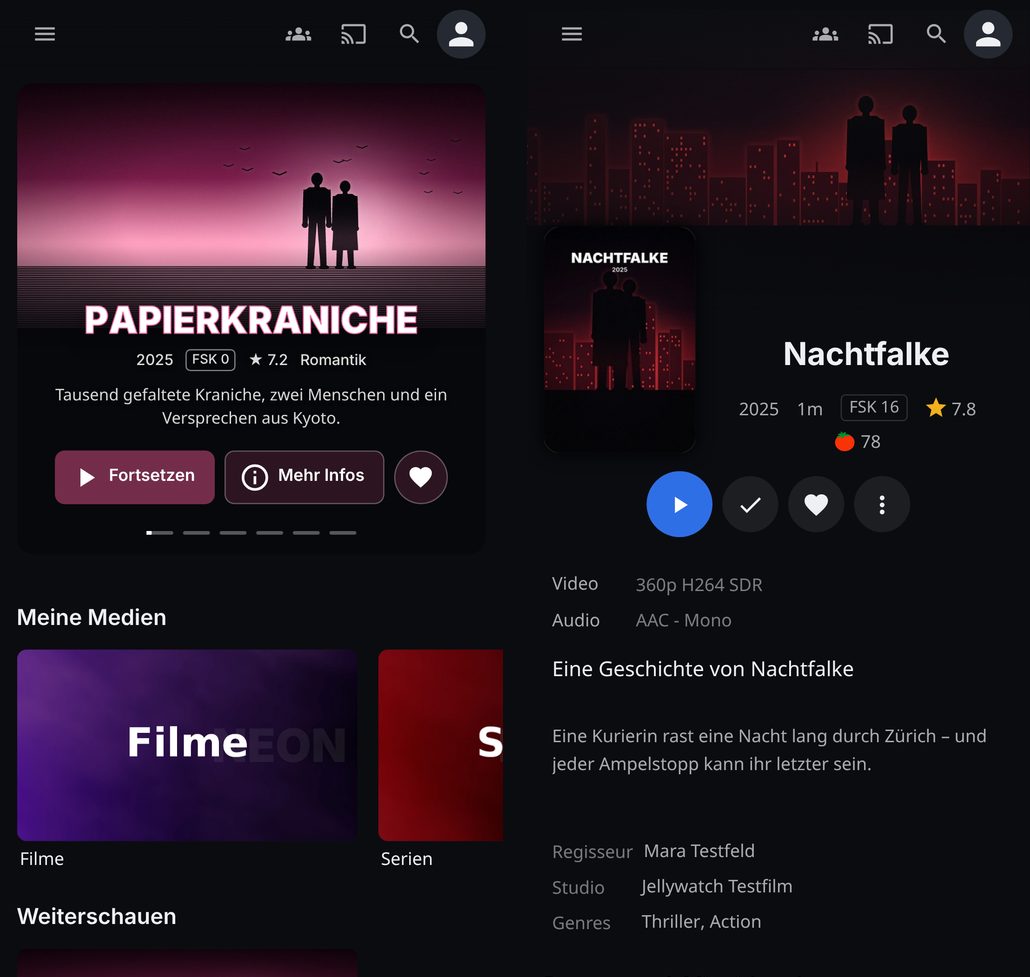 PAPIERKRANICHE
2025 FSK 0 ★ 7.2 Romantik
Tausend gefaltete Kraniche, zwei Menschen und ein
Versprechen aus Kyoto.
Fortsetzen
Mehr Infos
Meine Medien
Filme
NEON
S
Filme
Serien
Weiterschauen
NACHTFALKE
2025
Nachtfalke
2025 1m FSK 16 7.8
78
Video 360p H264 SDR
Audio AAC - Mono
Eine Geschichte von Nachtfalke
Eine Kurierin rast eine Nacht lang durch Zürich – und
jeder Ampelstopp kann ihr letzter sein.
Regisseur Mara Testfeld
Studio Jellywatch Testfilm
Genres Thriller, Action